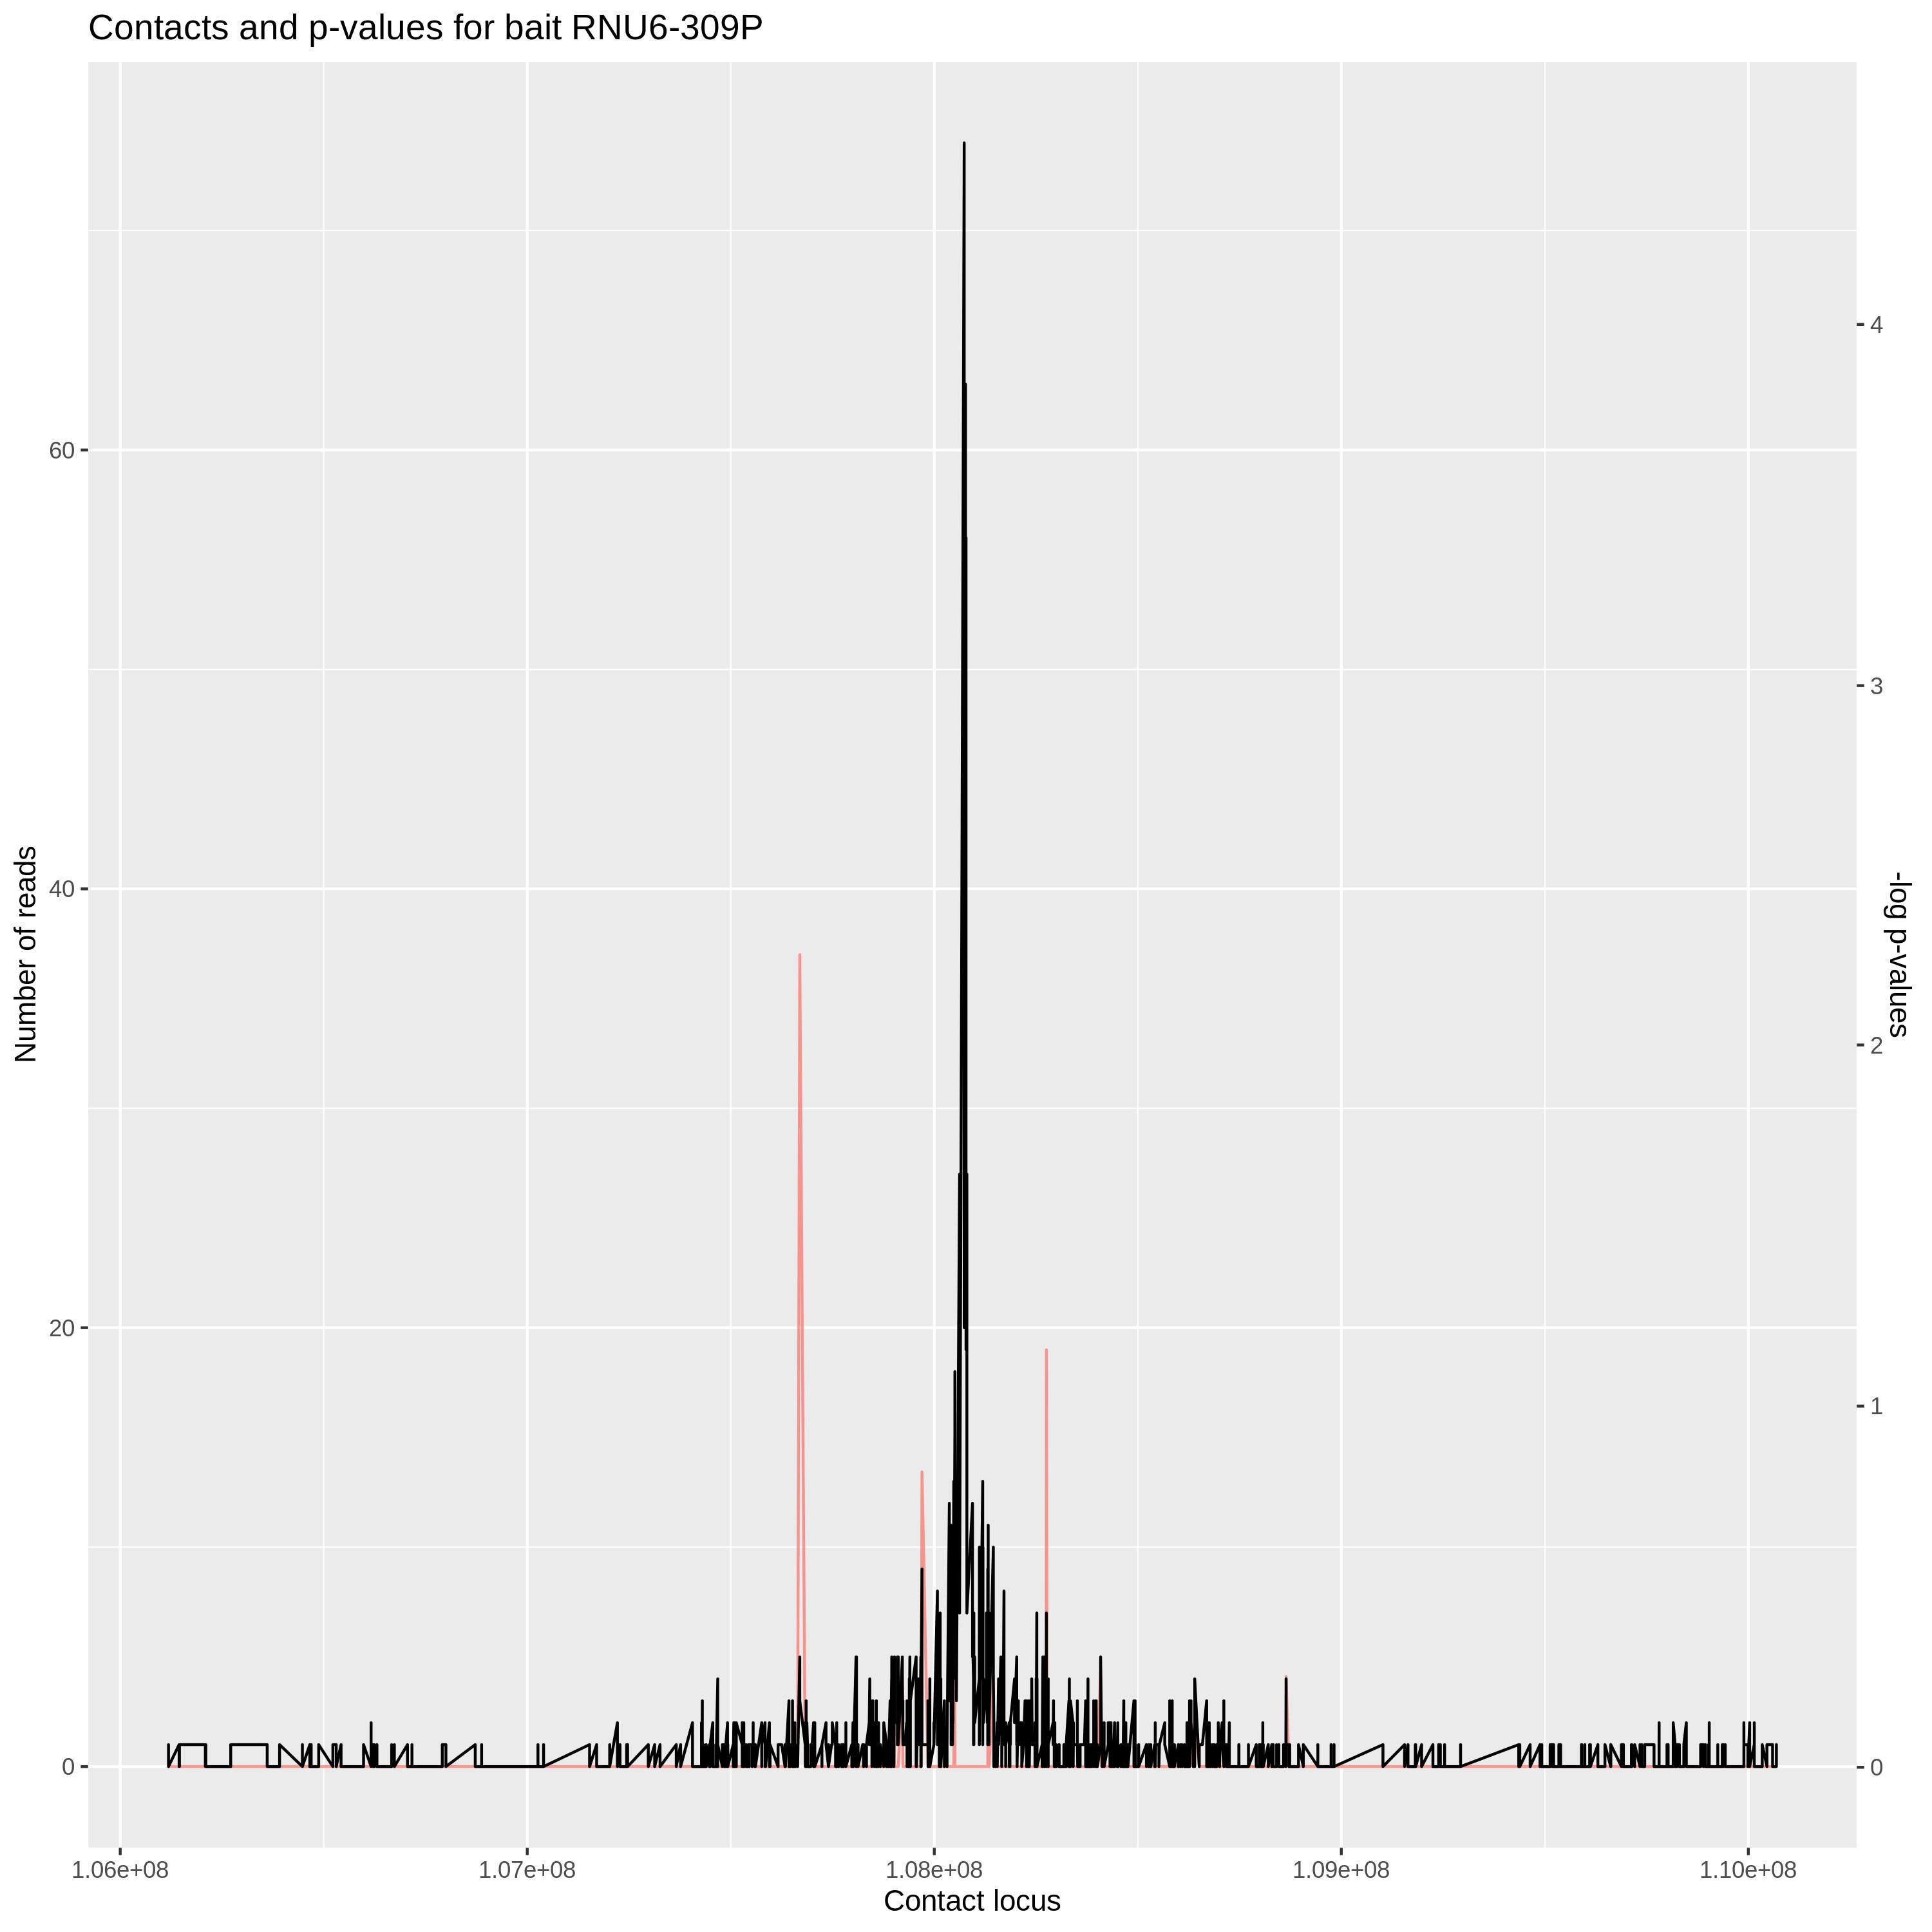 Contacts and p-values for bait RNU6-309P
Number of reads
60
40
20
0
4
3
2
1
0
-log p-values
1.06e+08
1.07e+08
1.08e+08
1.09e+08
1.10e+08
Contact locus